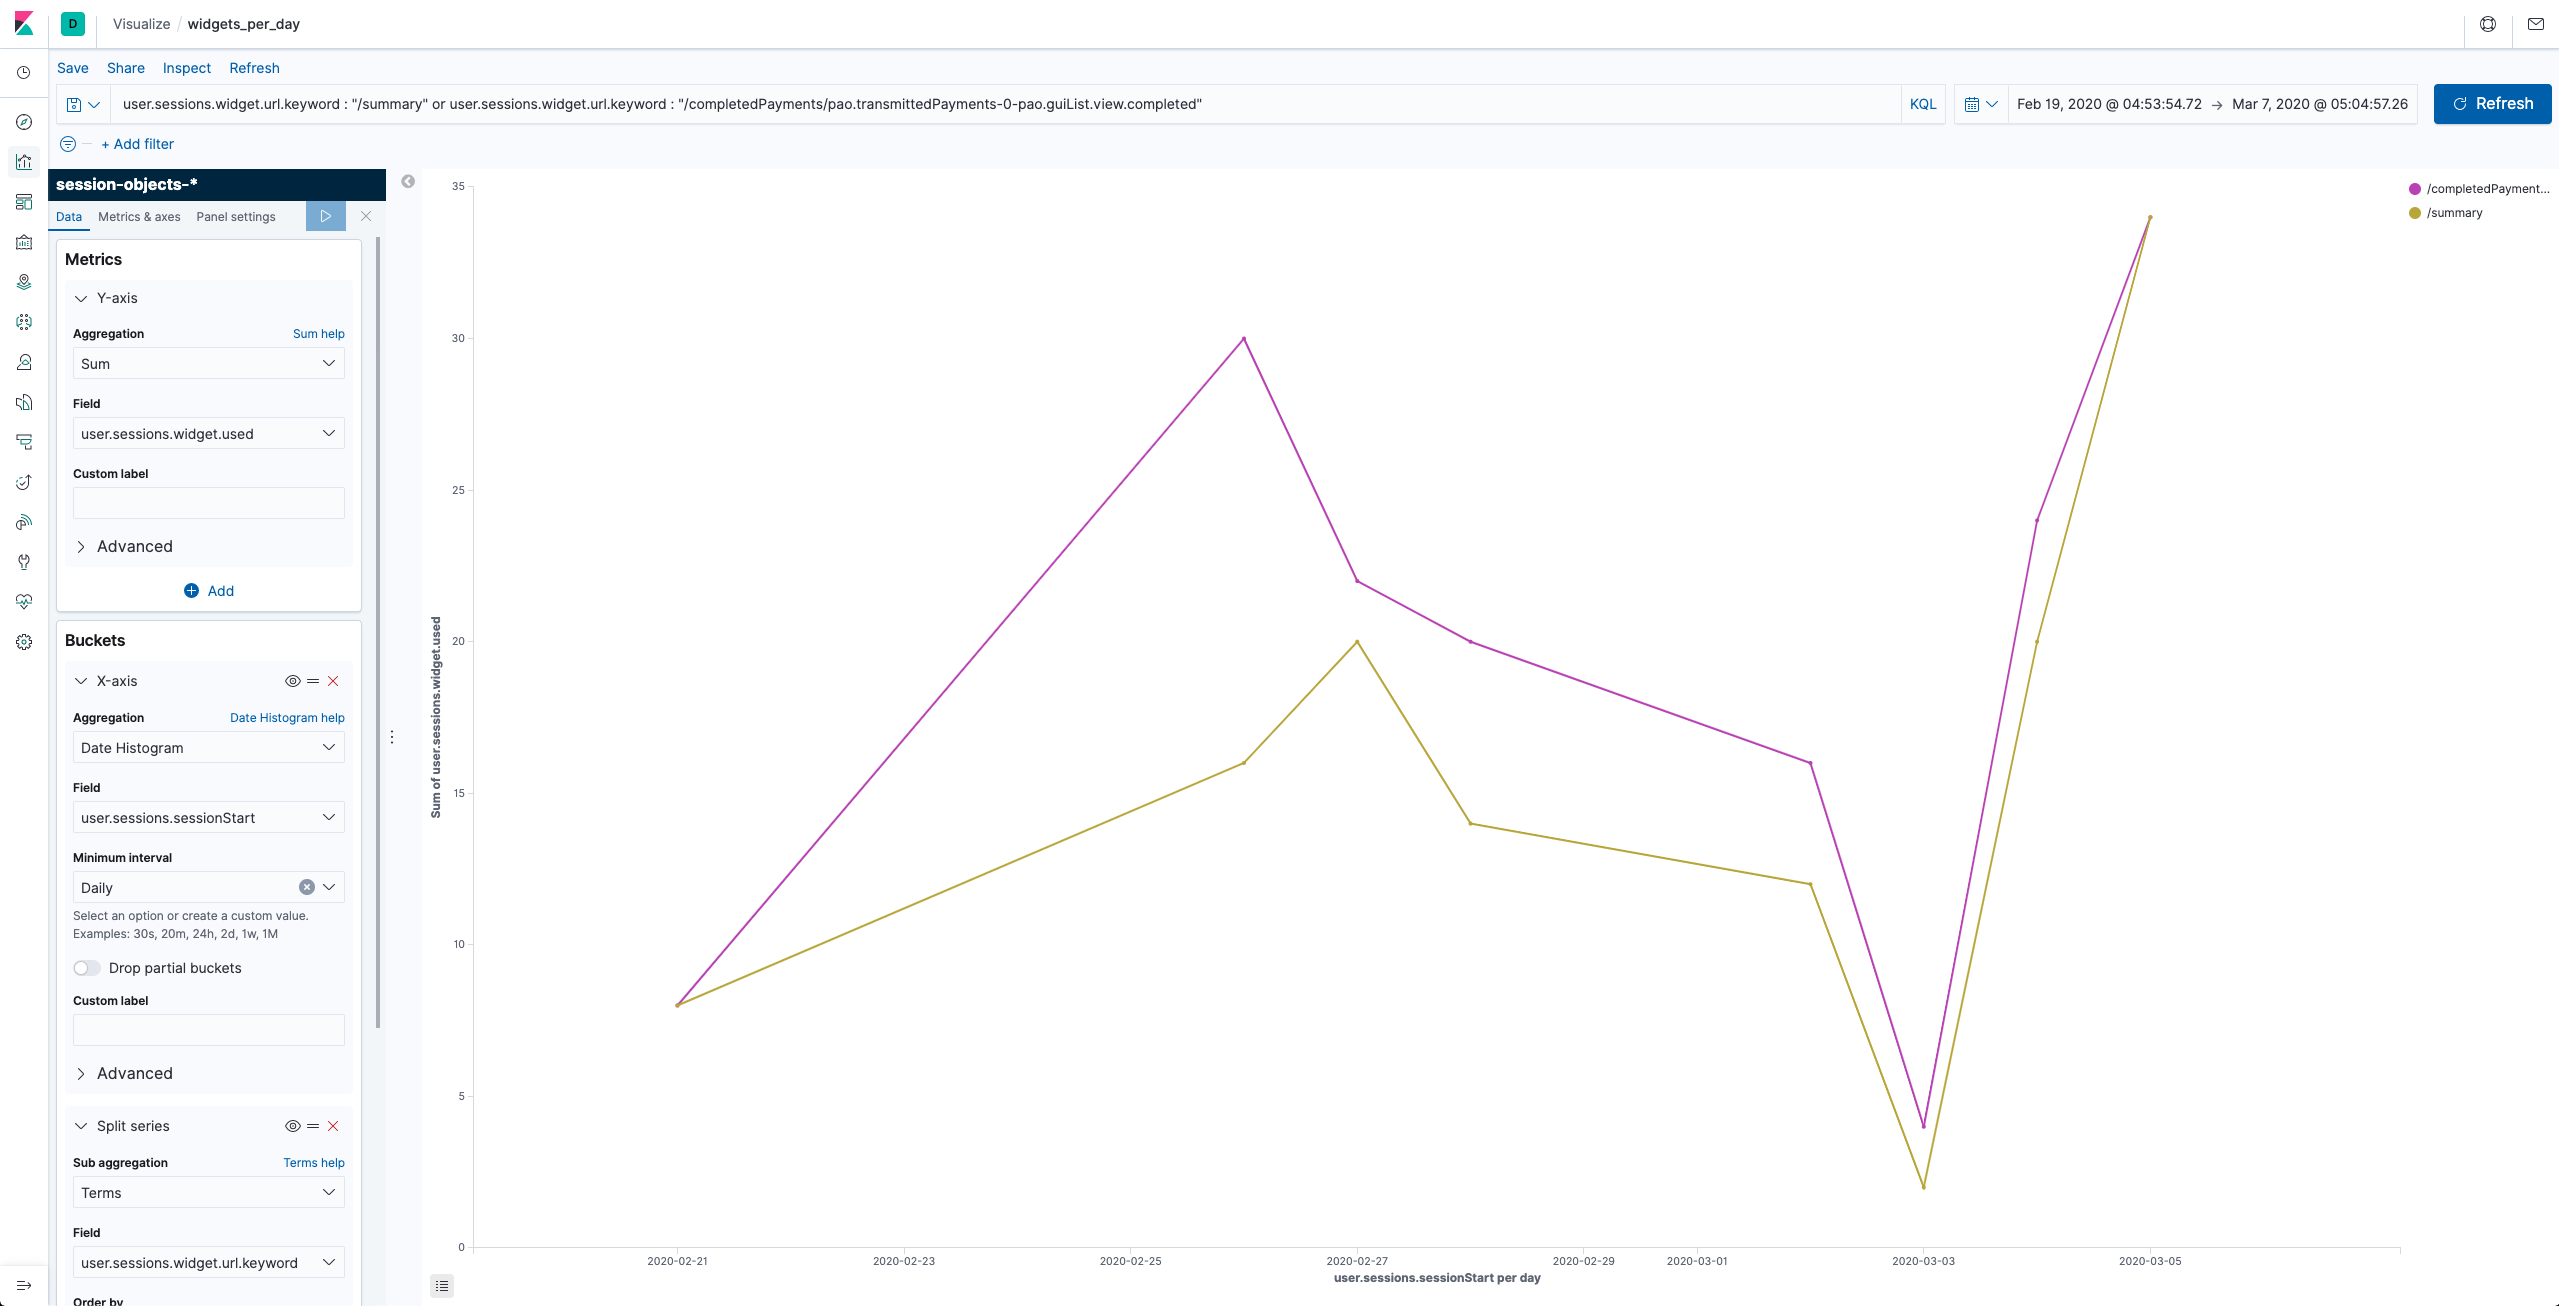 D Visualize / widgets_per_day
Save Share Inspect Refresh
user.sessions.widget.url.keyword : "/summary" or user.sessions.widget.url.keyword : "/completedPayments/pao.transmittedPayments-0-pao.guiList.view.completed" KQL Feb 19, 2020 @ 04:53:54.72 → Mar 7, 2020 @ 05:04:57.26 Refresh
+ Add filter
session-objects-*
Data Metrics & axes Panel settings
Metrics
Y-axis
Aggregation Sum help
Sum
Field
user.sessions.widget.used
Custom label
Advanced
Add
Buckets
X-axis
Aggregation Date Histogram help
Date Histogram
Field
user.sessions.sessionStart
Minimum interval
Daily
Select an option or create a custom value.
Examples: 30s, 20m, 24h, 2d, 1w, 1M
Drop partial buckets
Custom label
Advanced
Split series
Sub aggregation Terms help
Terms
Field
user.sessions.widget.url.keyword
Order by
Sum of user.sessions.widget.used
35
30
25
20
15
10
5
0
2020-02-21 2020-02-23 2020-02-25 2020-02-27 2020-02-29 2020-03-01 2020-03-03 2020-03-05
user.sessions.sessionStart per day
/completedPayment...
/summary